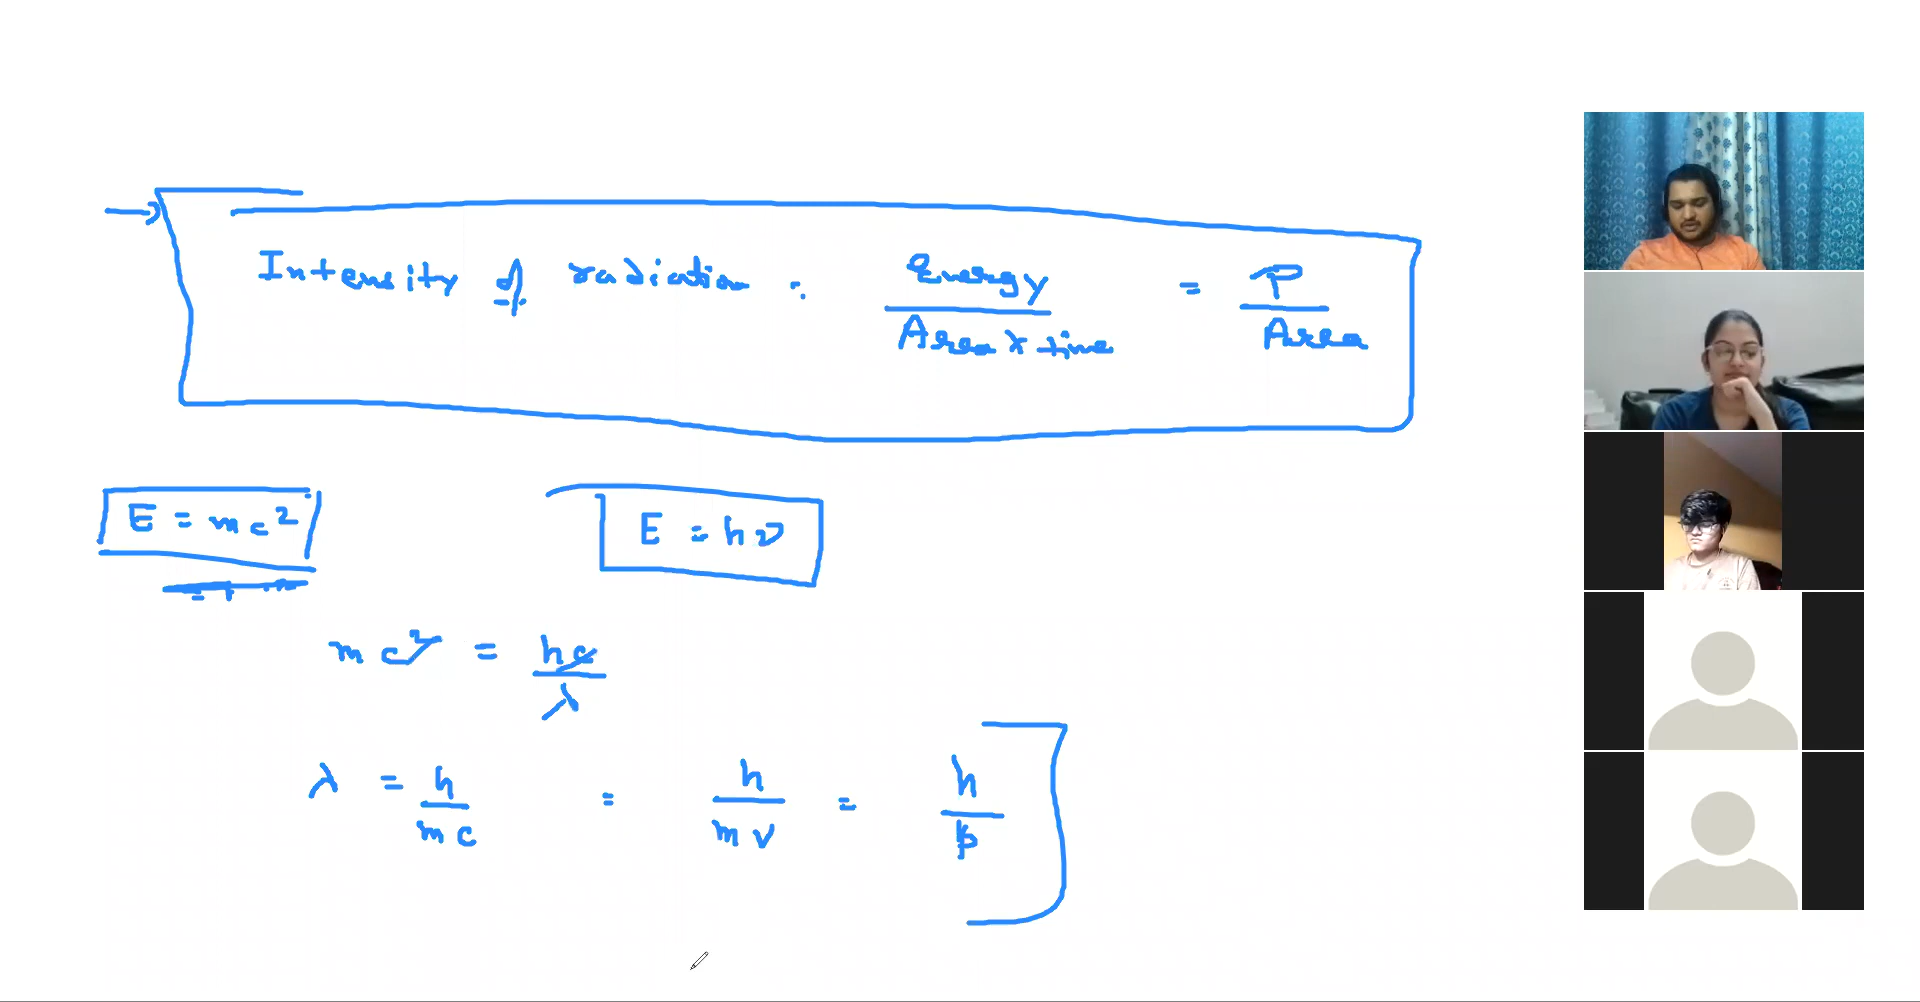 Intensity of radiation = Energy / Area × time = P / Area
E = mc² E = hν
mc² = hc / λ
λ = h / mc = h / mv = h / p